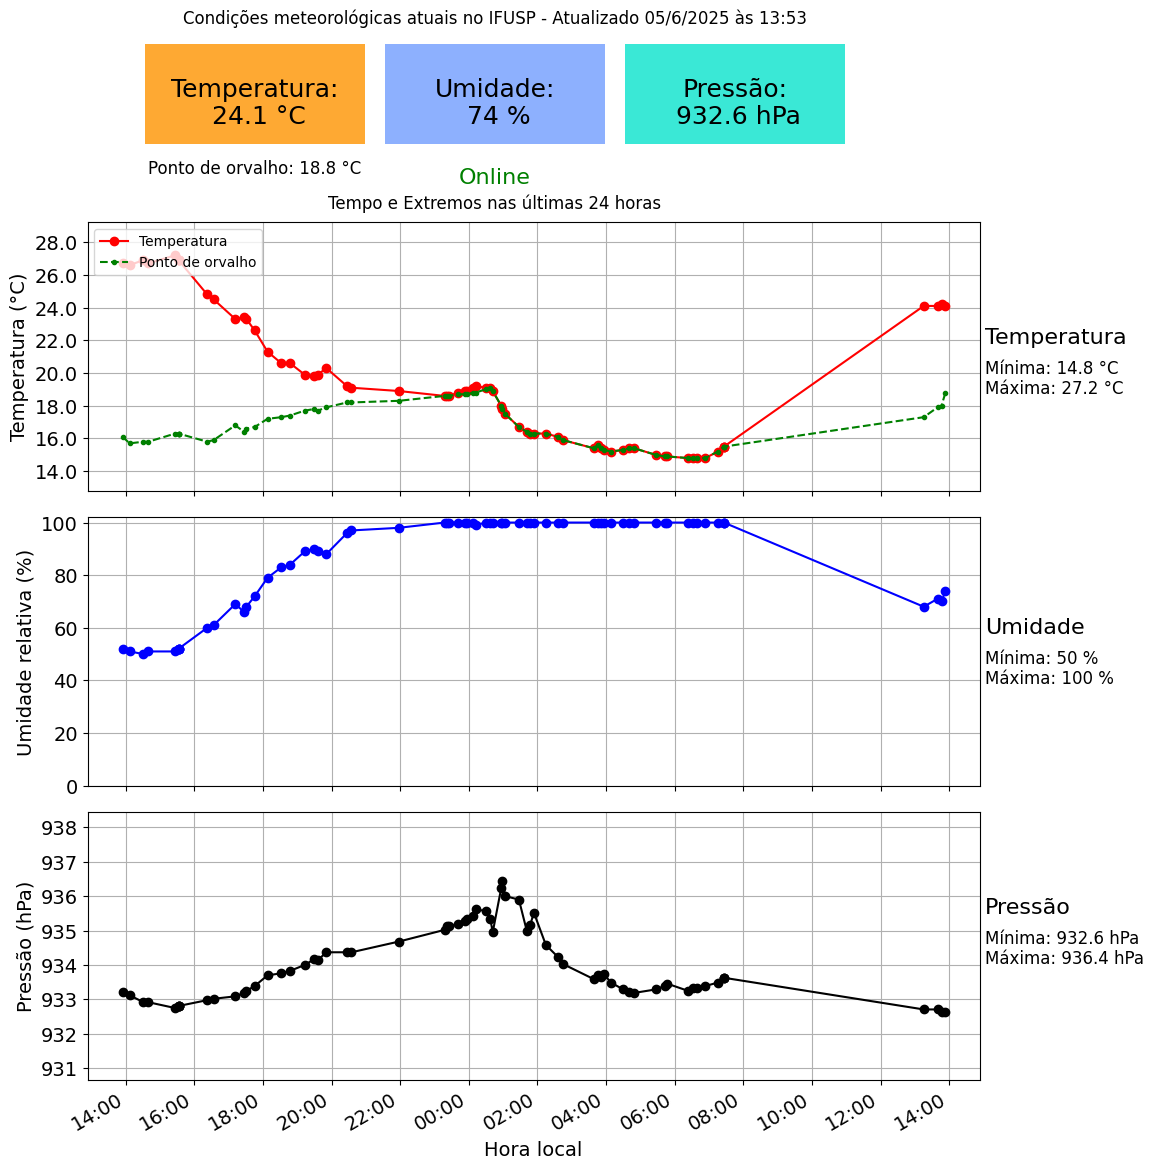 Condições meteorológicas atuais no IFUSP - Atualizado 05/6/2025 às 13:53
Temperatura:
24.1 °C
Umidade:
74 %
Pressão:
932.6 hPa
Ponto de orvalho: 18.8 °C
Online
Tempo e Extremos nas últimas 24 horas
Temperatura (°C)
28.0
26.0
24.0
22.0
20.0
18.0
16.0
14.0
Temperatura
Ponto de orvalho
Temperatura
Mínima: 14.8 °C
Máxima: 27.2 °C
Umidade relativa (%)
100
80
60
40
20
0
Umidade
Mínima: 50 %
Máxima: 100 %
Pressão (hPa)
938
937
936
935
934
933
932
931
Pressão
Mínima: 932.6 hPa
Máxima: 936.4 hPa
14:00 16:00 18:00 20:00 22:00 00:00 02:00 04:00 06:00 08:00 10:00 12:00 14:00
Hora local